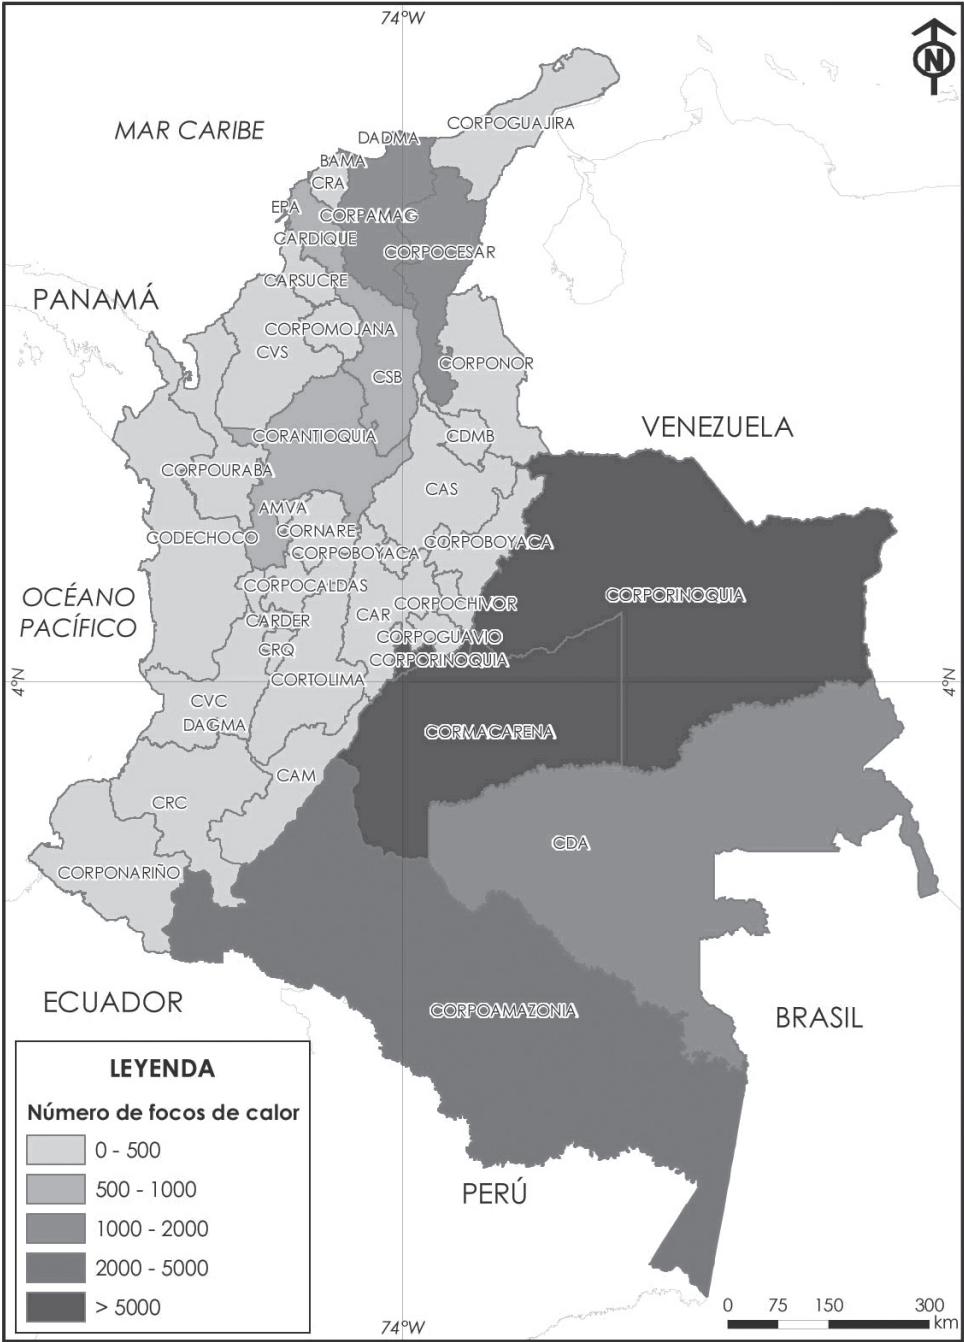 74°W
N
MAR CARIBE
CORPOGUAJIRA
DADMA
BAMA
CRA
EPA
CORPAMAG
CARDIQUE
CORPOCESAR
CARSUCRE
PANAMÁ
CORPOMOJANA
CVS
CORPONOR
CSB
VENEZUELA
CORANTIOQUIA
CDMB
CORPOURABA
CAS
AMVA
CORNARE
CODECHOCO
CORPOBOYACA
CORPOBOYACA
CORPOCALDAS
CORPORINOQUIA
OCÉANO
PACÍFICO
CORPOCHIVOR
CARDER
CAR
CORPOGUAVIO
CRQ
CORPORINOQUIA
CORTOLIMA
4°N
4°N
CVC
DAGMA
CORMACARENA
CAM
CRC
CDA
CORPONARIÑO
ECUADOR
CORPOAMAZONIA
BRASIL
LEYENDA
Número de focos de calor
0 - 500
500 - 1000
1000 - 2000
2000 - 5000
> 5000
PERÚ
0 75 150 300
km
74°W